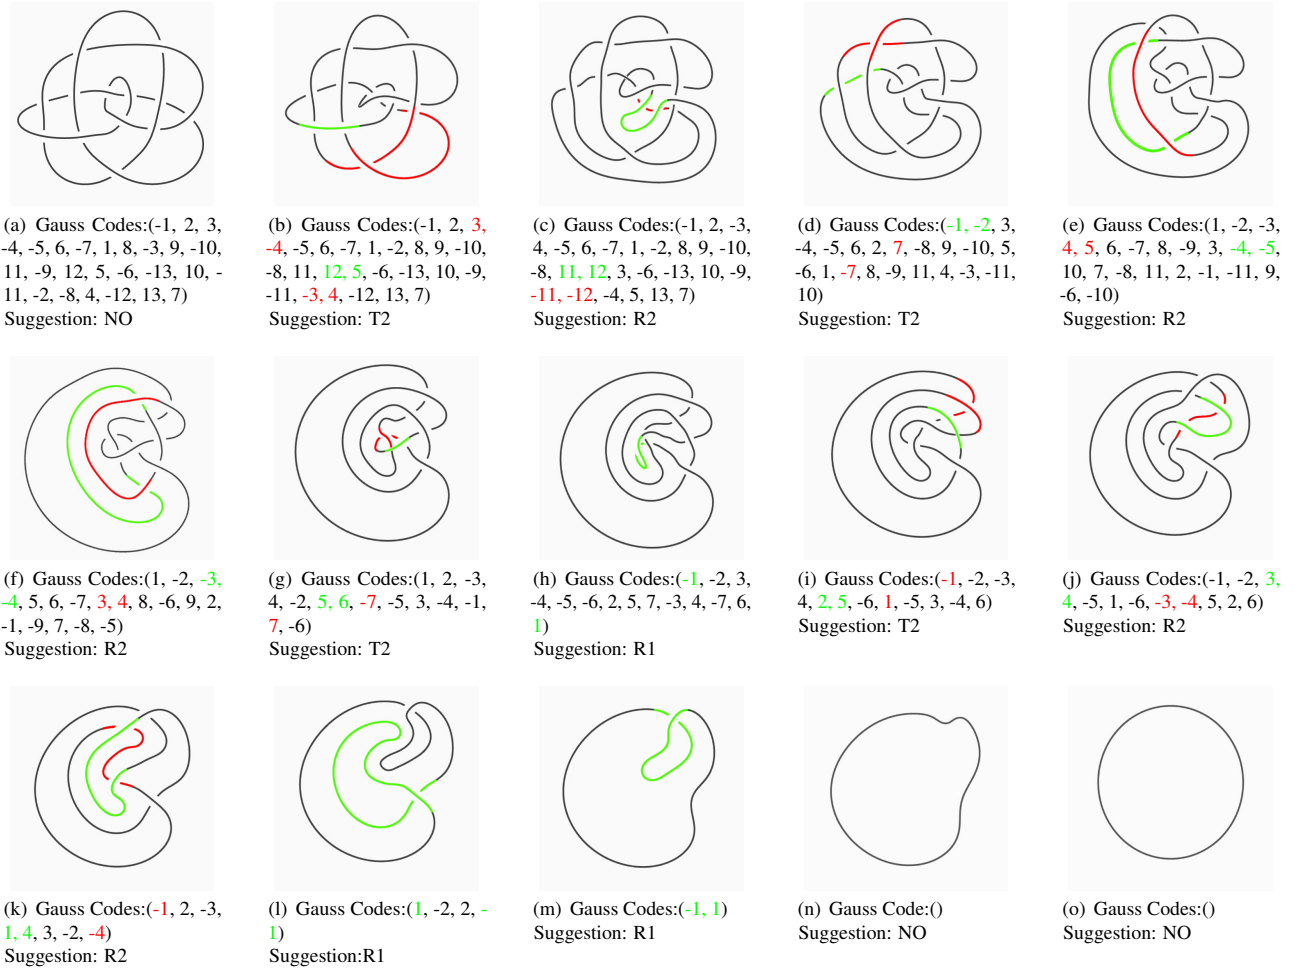 (a) Gauss Codes:(-1, 2, 3,
-4, -5, 6, -7, 1, 8, -3, 9, -10,
11, -9, 12, 5, -6, -13, 10, -
11, -2, -8, 4, -12, 13, 7)
Suggestion: NO
(b) Gauss Codes:(-1, 2, 3,
-4, -5, 6, -7, 1, -2, 8, 9, -10,
-8, 11, 12, 5, -6, -13, 10, -9,
-11, -3, 4, -12, 13, 7)
Suggestion: T2
(c) Gauss Codes:(-1, 2, -3,
4, -5, 6, -7, 1, -2, 8, 9, -10,
-8, 11, 12, 3, -6, -13, 10, -9,
-11, -12, -4, 5, 13, 7)
Suggestion: R2
(d) Gauss Codes:(-1, -2, 3,
-4, -5, 6, 2, 7, -8, 9, -10, 5,
-6, 1, -7, 8, -9, 11, 4, -3, -11,
10)
Suggestion: T2
(e) Gauss Codes:(1, -2, -3,
4, 5, 6, -7, 8, -9, 3, -4, -5,
10, 7, -8, 11, 2, -1, -11, 9,
-6, -10)
Suggestion: R2
(f) Gauss Codes:(1, -2, -3,
-4, 5, 6, -7, 3, 4, 8, -6, 9, 2,
-1, -9, 7, -8, -5)
Suggestion: R2
(g) Gauss Codes:(1, 2, -3,
4, -2, 5, 6, -7, -5, 3, -4, -1,
7, -6)
Suggestion: T2
(h) Gauss Codes:(-1, -2, 3,
-4, -5, -6, 2, 5, 7, -3, 4, -7, 6,
1)
Suggestion: R1
(i) Gauss Codes:(-1, -2, -3,
4, 2, 5, -6, 1, -5, 3, -4, 6)
Suggestion: T2
(j) Gauss Codes:(-1, -2, 3,
4, -5, 1, -6, -3, -4, 5, 2, 6)
Suggestion: R2
(k) Gauss Codes:(-1, 2, -3,
1, 4, 3, -2, -4)
Suggestion: R2
(l) Gauss Codes:(1, -2, 2, -
1)
Suggestion:R1
(m) Gauss Codes:(-1, 1)
Suggestion: R1
(n) Gauss Code:()
Suggestion: NO
(o) Gauss Codes:()
Suggestion: NO